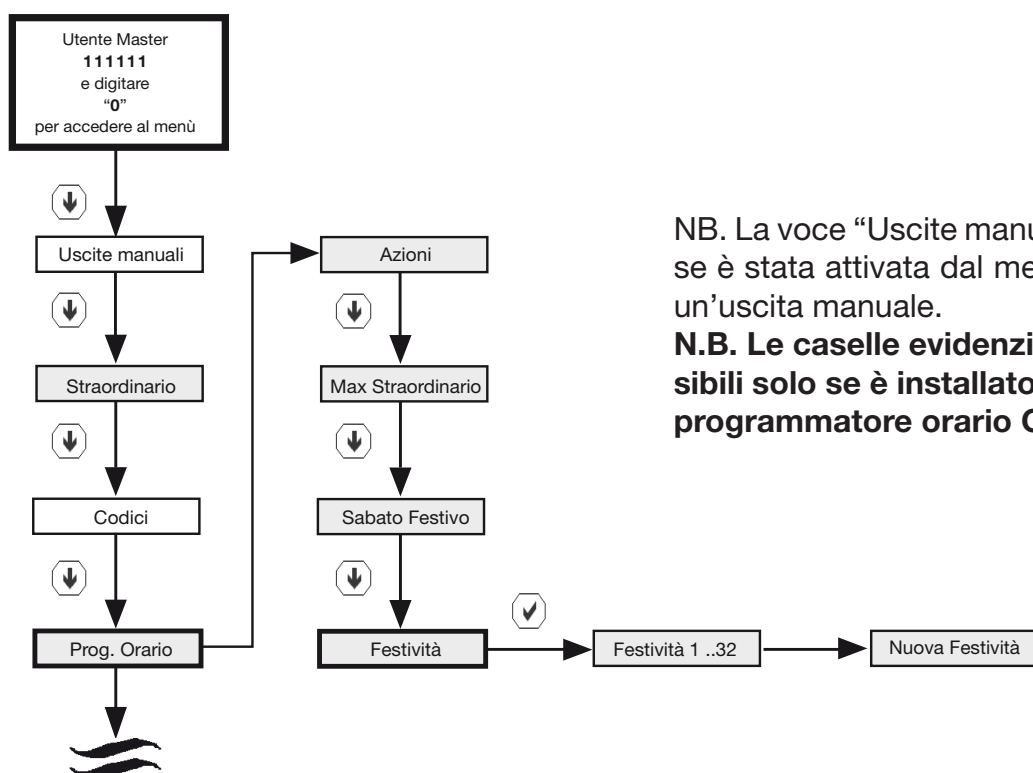 Utente Master
111111
e digitare
“0”
per accedere al menù
Uscite manuali
Straordinario
Codici
Prog. Orario
Azioni
Max Straordinario
Sabato Festivo
Festività
Festività 1 ..32
Nuova Festività
NB. La voce “Uscite manu
se è stata attivata dal me
un’uscita manuale.
N.B. Le caselle evidenzi
sibili solo se è installato
programmatore orario